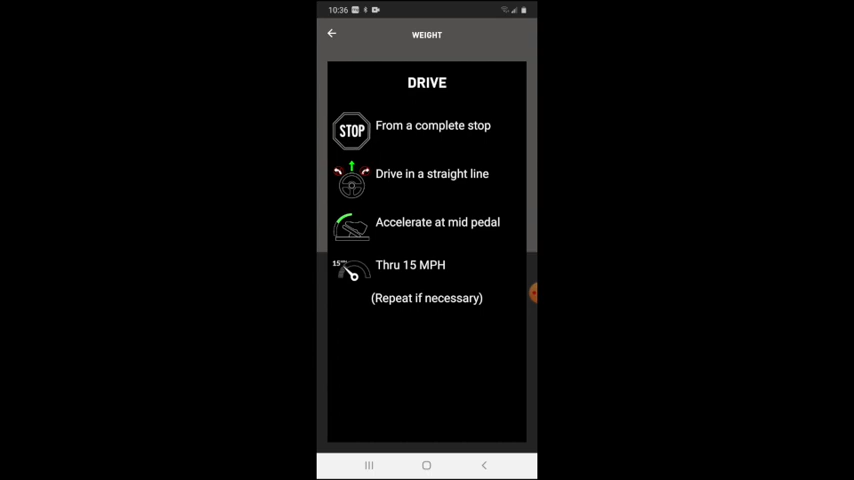 10:36
WEIGHT
DRIVE
STOP
From a complete stop
Drive in a straight line
Accelerate at mid pedal
Thru 15 MPH
(Repeat if necessary)